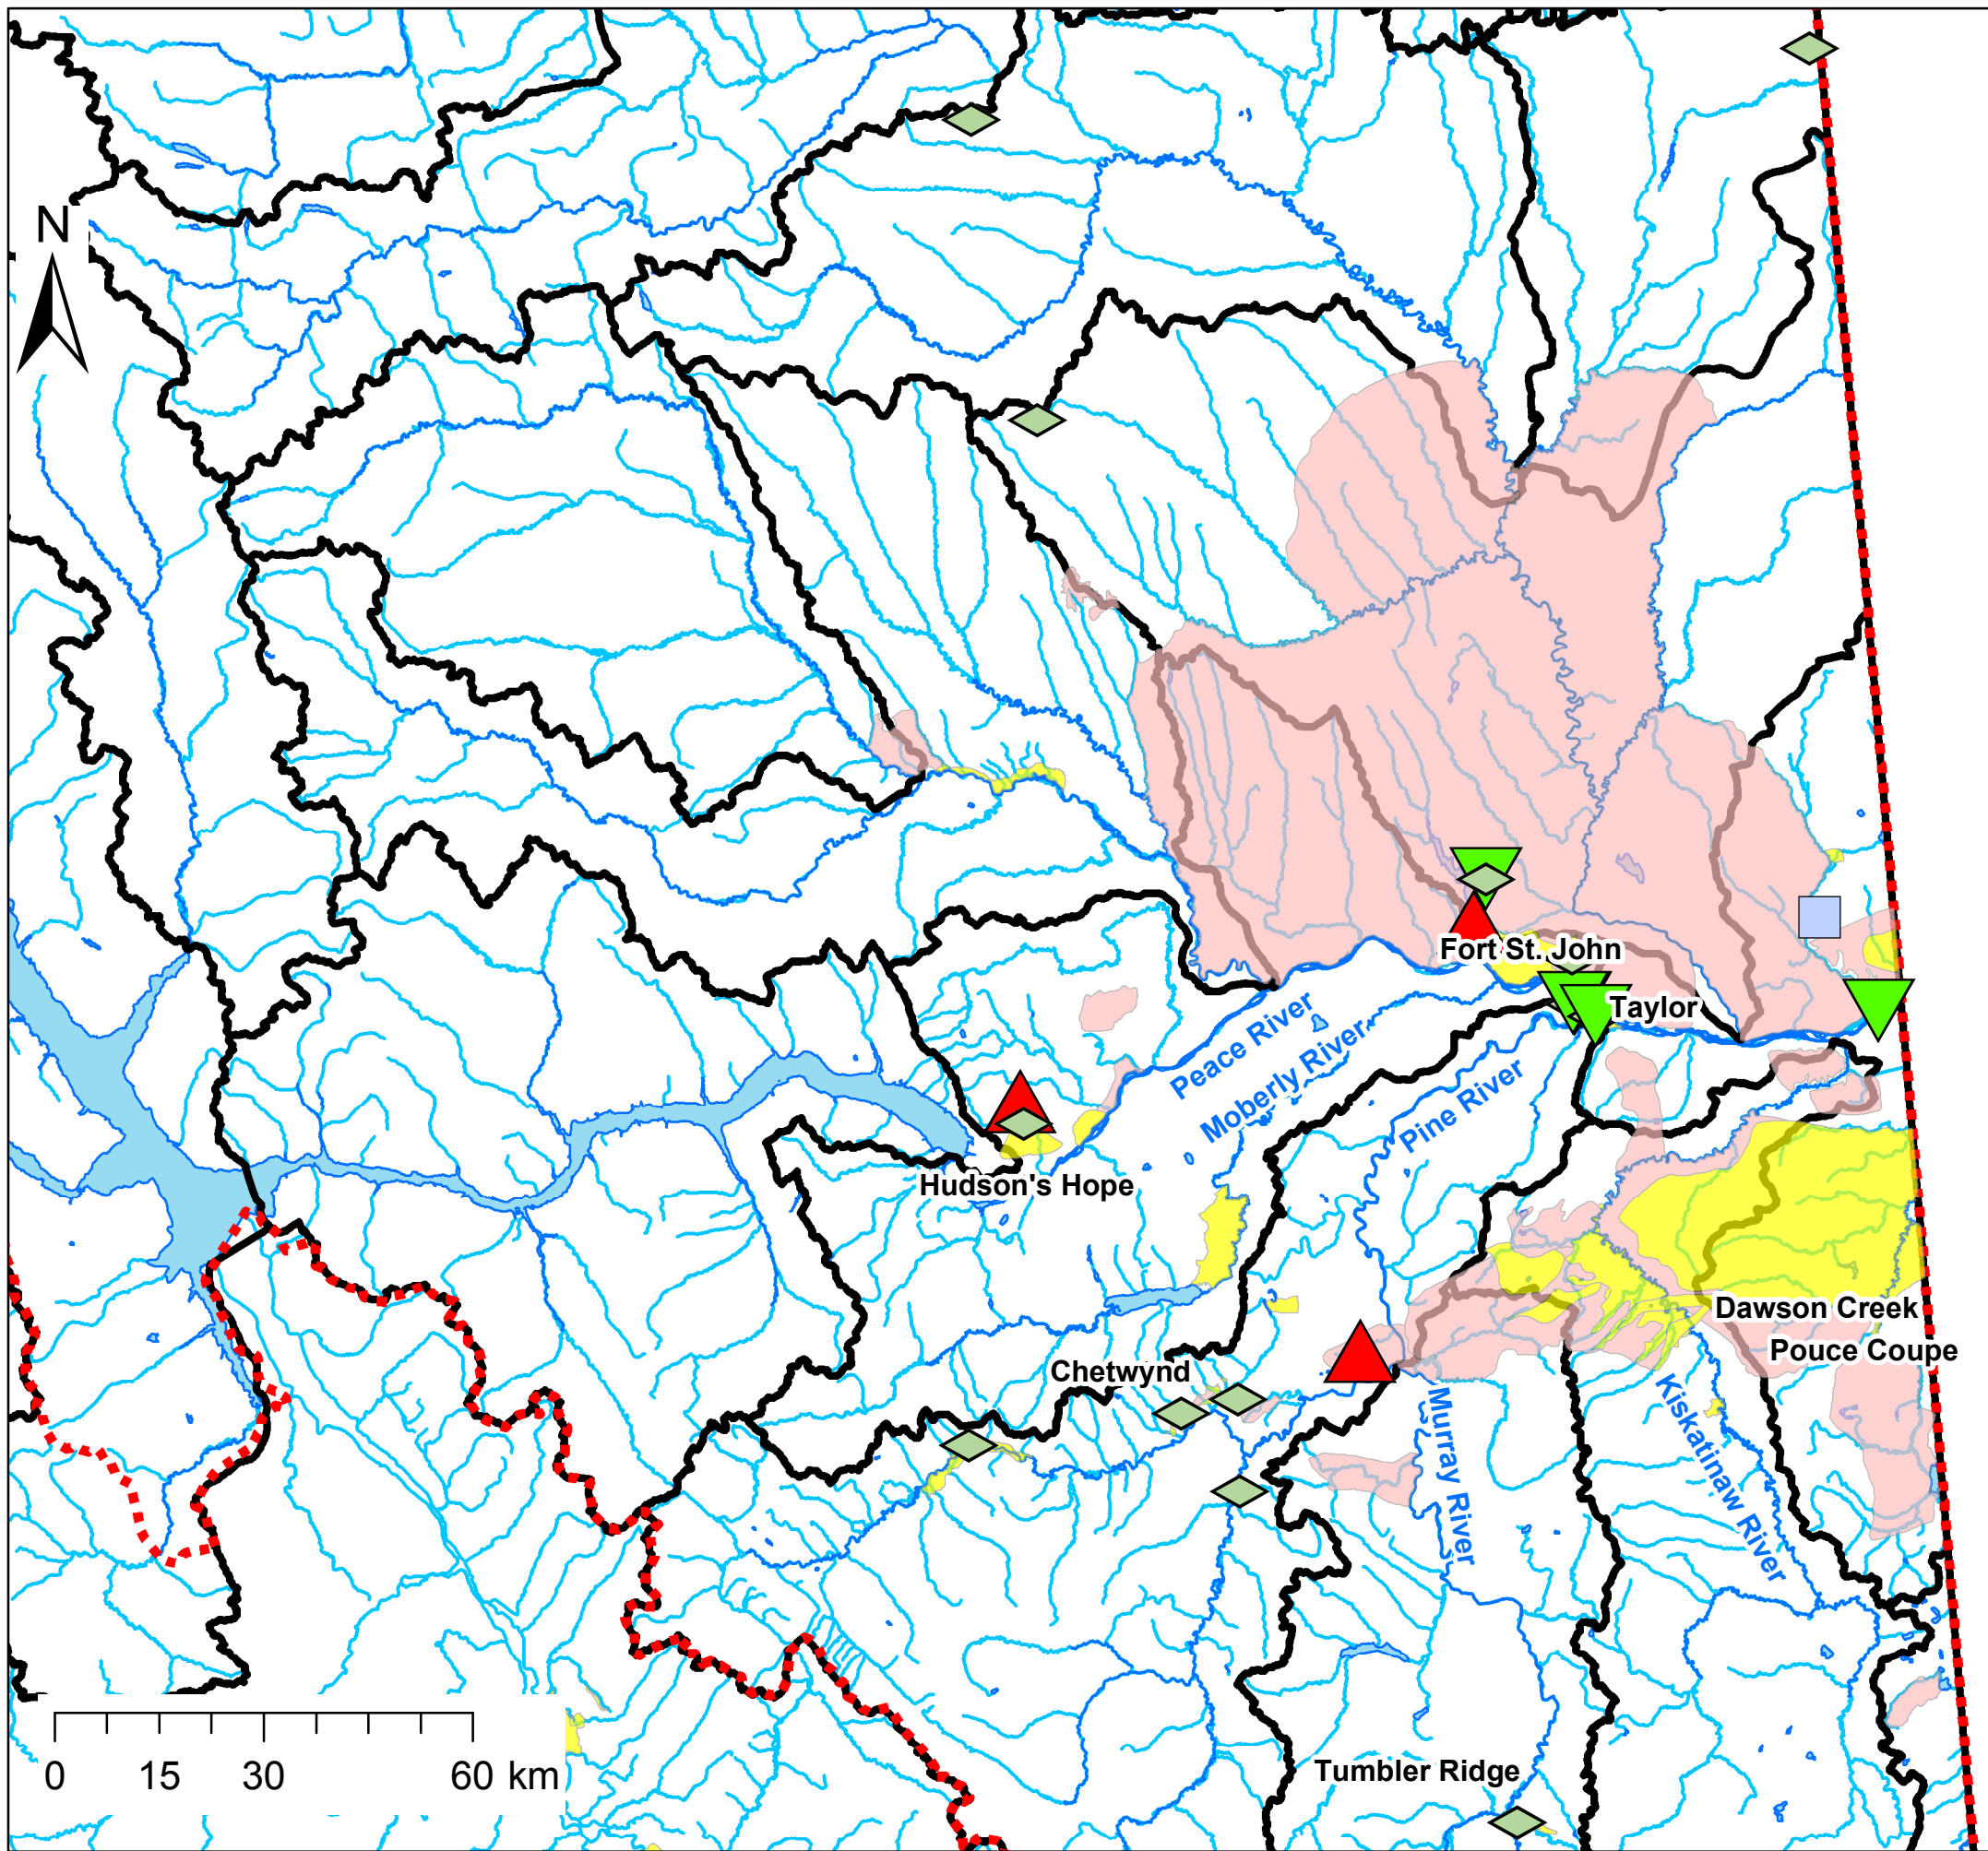 N
Fort St. John
Taylor
Peace River
Moberly River
Pine River
Hudson's Hope
Dawson Creek
Pouce Coupe
Chetwynd
Murray River
Kiskatinaw River
Tumbler Ridge
0 15 30 60 km